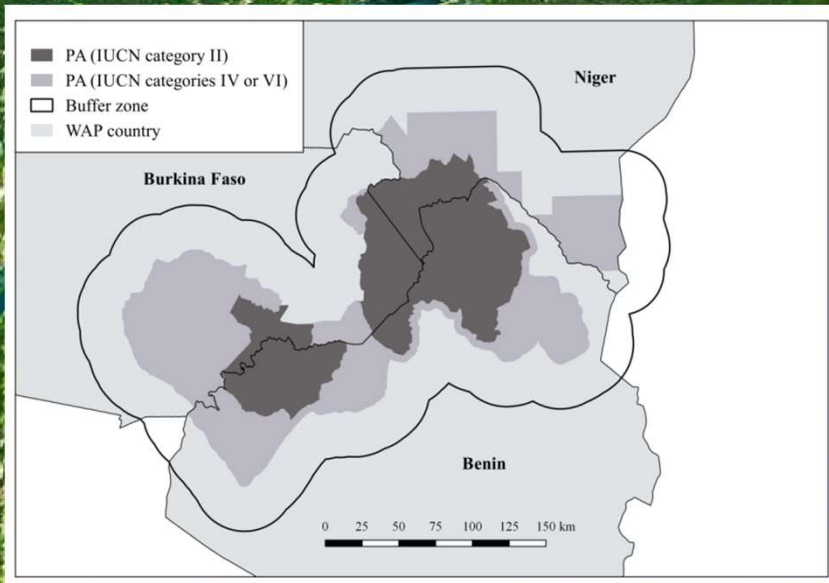 PA (IUCN category II)
PA (IUCN categories IV or VI)
Buffer zone
WAP country
Niger
Burkina Faso
Benin
0 25 50 75 100 125 150 km